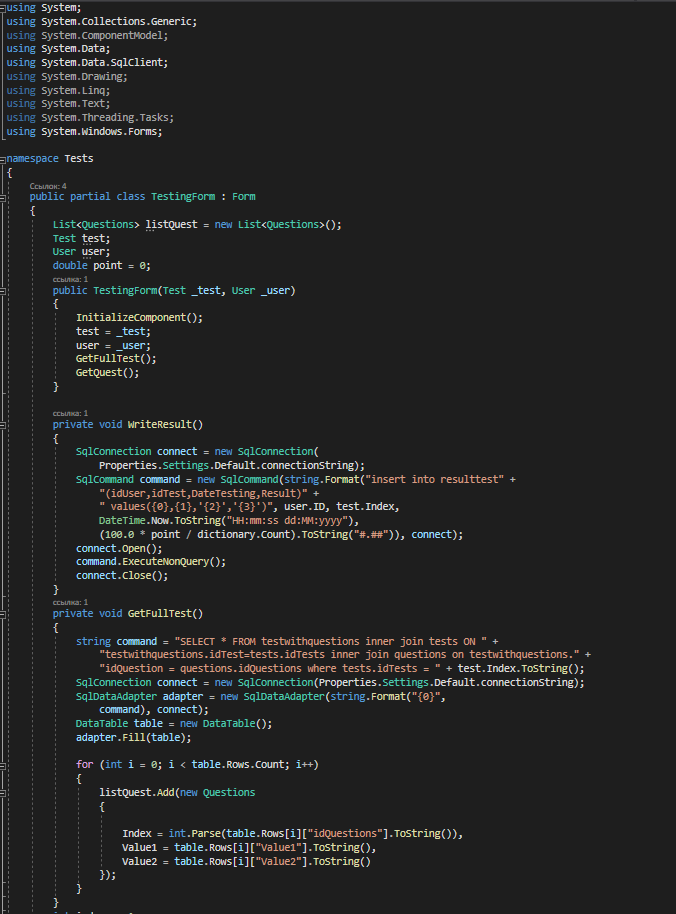 using System;
using System.Collections.Generic;
using System.ComponentModel;
using System.Data;
using System.Data.SqlClient;
using System.Drawing;
using System.Linq;
using System.Text;
using System.Threading.Tasks;
using System.Windows.Forms;
namespace Tests
{
Ссылок: 4
public partial class TestingForm : Form
{
List<Questions> listQuest = new List<Questions>();
Test test;
User user;
double point = 0;
ссылка: 1
public TestingForm(Test _test, User _user)
{
InitializeComponent();
test = _test;
user = _user;
GetFullTest();
GetQuest();
}
ссылка: 1
private void WriteResult()
{
SqlConnection connect = new SqlConnection(
Properties.Settings.Default.connectionString);
SqlCommand command = new SqlCommand(string.Format("insert into resulttest" +
"(idUser,idTest,DateTesting,Result)" +
" values({0},{1},'{2}','{3}')", user.ID, test.Index,
DateTime.Now.ToString("HH:mm:ss dd:MM:yyyy"),
(100.0 * point / dictionary.Count).ToString("#.##")), connect);
connect.Open();
command.ExecuteNonQuery();
connect.Close();
}
ссылка: 1
private void GetFullTest()
{
string command = "SELECT * FROM testwithquestions inner join tests ON " +
"testwithquestions.idTest=tests.idTests inner join questions on testwithquestions." +
"idQuestion = questions.idQuestions where tests.idTests = " + test.Index.ToString();
SqlConnection connect = new SqlConnection(Properties.Settings.Default.connectionString);
SqlDataAdapter adapter = new SqlDataAdapter(string.Format("{0}",
command), connect);
DataTable table = new DataTable();
adapter.Fill(table);
for (int i = 0; i < table.Rows.Count; i++)
{
listQuest.Add(new Questions
{
Index = int.Parse(table.Rows[i]["idQuestions"].ToString()),
Value1 = table.Rows[i]["Value1"].ToString(),
Value2 = table.Rows[i]["Value2"].ToString()
});
}
}